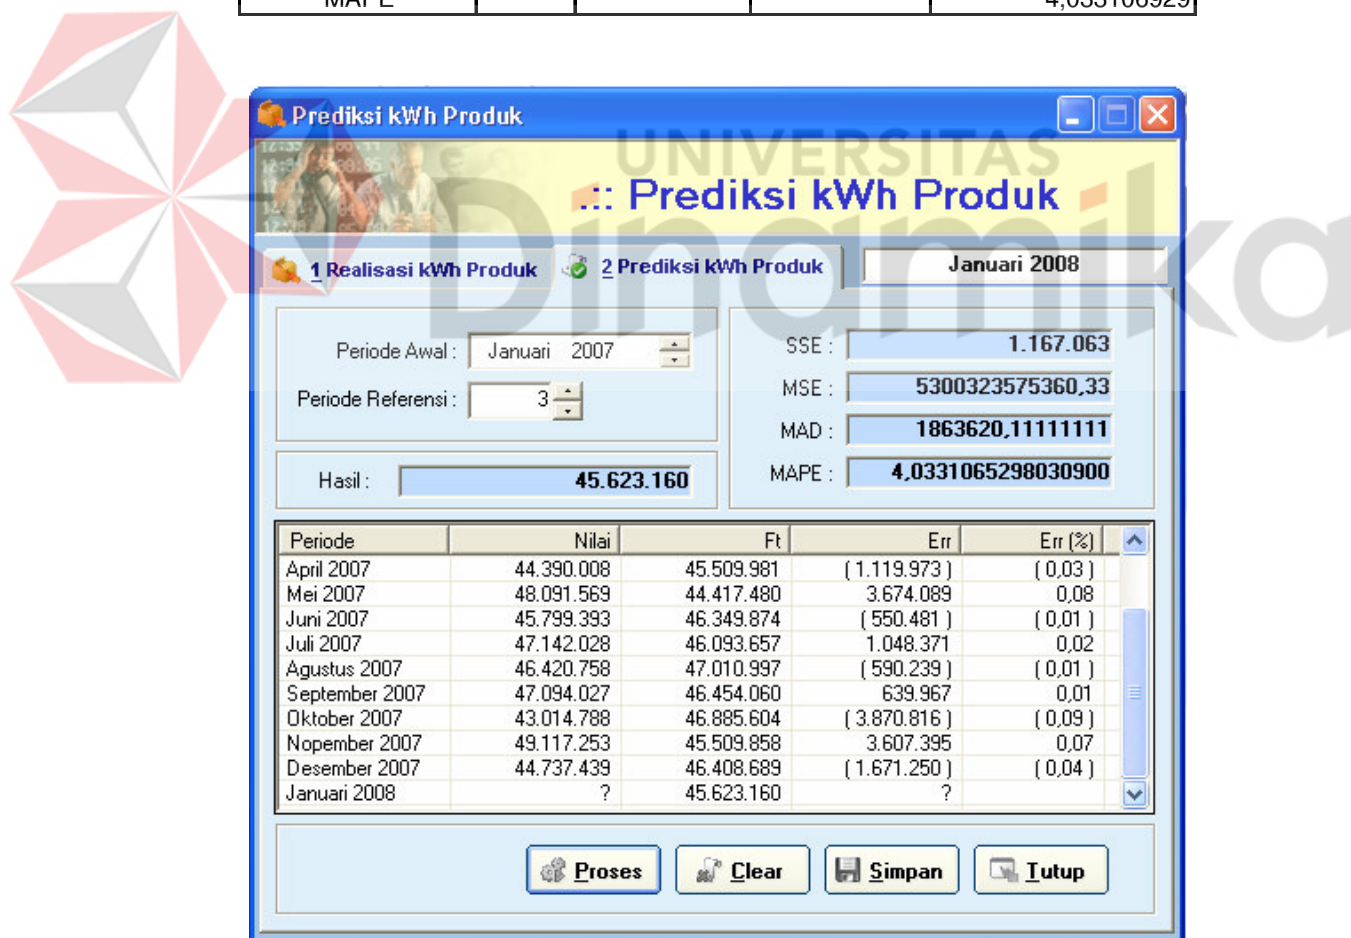 MAPE 4,033106929
Prediksi kWh Produk
UNIVERSITAS
Dinamika
.:: Prediksi kWh Produk
1 Realisasi kWh Produk 2 Prediksi kWh Produk Januari 2008
Periode Awal : Januari 2007
Periode Referensi : 3
Hasil : 45.623.160
SSE : 1.167.063
MSE : 5300323575360,33
MAD : 1863620,11111111
MAPE : 4,0331065298030900
Periode Nilai Ft Err Err (%)
April 2007 44.390.008 45.509.981 ( 1.119.973 ) ( 0,03 )
Mei 2007 48.091.569 44.417.480 3.674.089 0,08
Juni 2007 45.799.393 46.349.874 ( 550.481 ) ( 0,01 )
Juli 2007 47.142.028 46.093.657 1.048.371 0,02
Agustus 2007 46.420.758 47.010.997 ( 590.239 ) ( 0,01 )
September 2007 47.094.027 46.454.060 639.967 0,01
Oktober 2007 43.014.788 46.885.604 ( 3.870.816 ) ( 0,09 )
Nopember 2007 49.117.253 45.509.858 3.607.395 0,07
Desember 2007 44.737.439 46.408.689 ( 1.671.250 ) ( 0,04 )
Januari 2008 ? 45.623.160 ?
Proses Clear Simpan Tutup